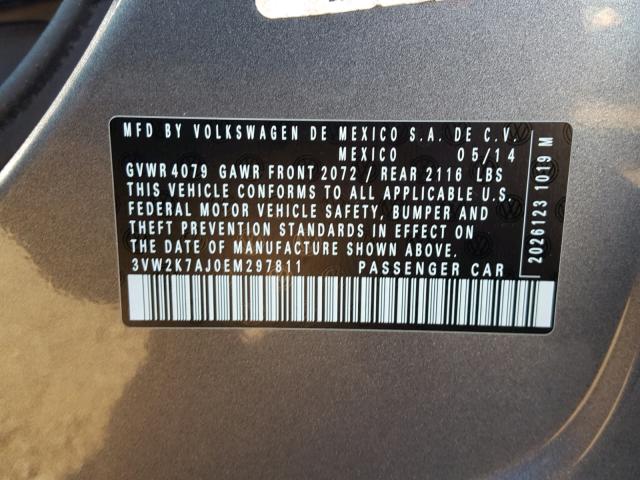 MFD BY VOLKSWAGEN DE MEXICO S.A. DE C.V.
MEXICO 05/14
GVWR 4079 GAWR FRONT 2072 / REAR 2116 LBS
THIS VEHICLE CONFORMS TO ALL APPLICABLE U.S.
FEDERAL MOTOR VEHICLE SAFETY, BUMPER AND
THEFT PREVENTION STANDARDS IN EFFECT ON
THE DATE OF MANUFACTURE SHOWN ABOVE.
3VW2K7AJ0EM297811 PASSENGER CAR
2026123 1019 M